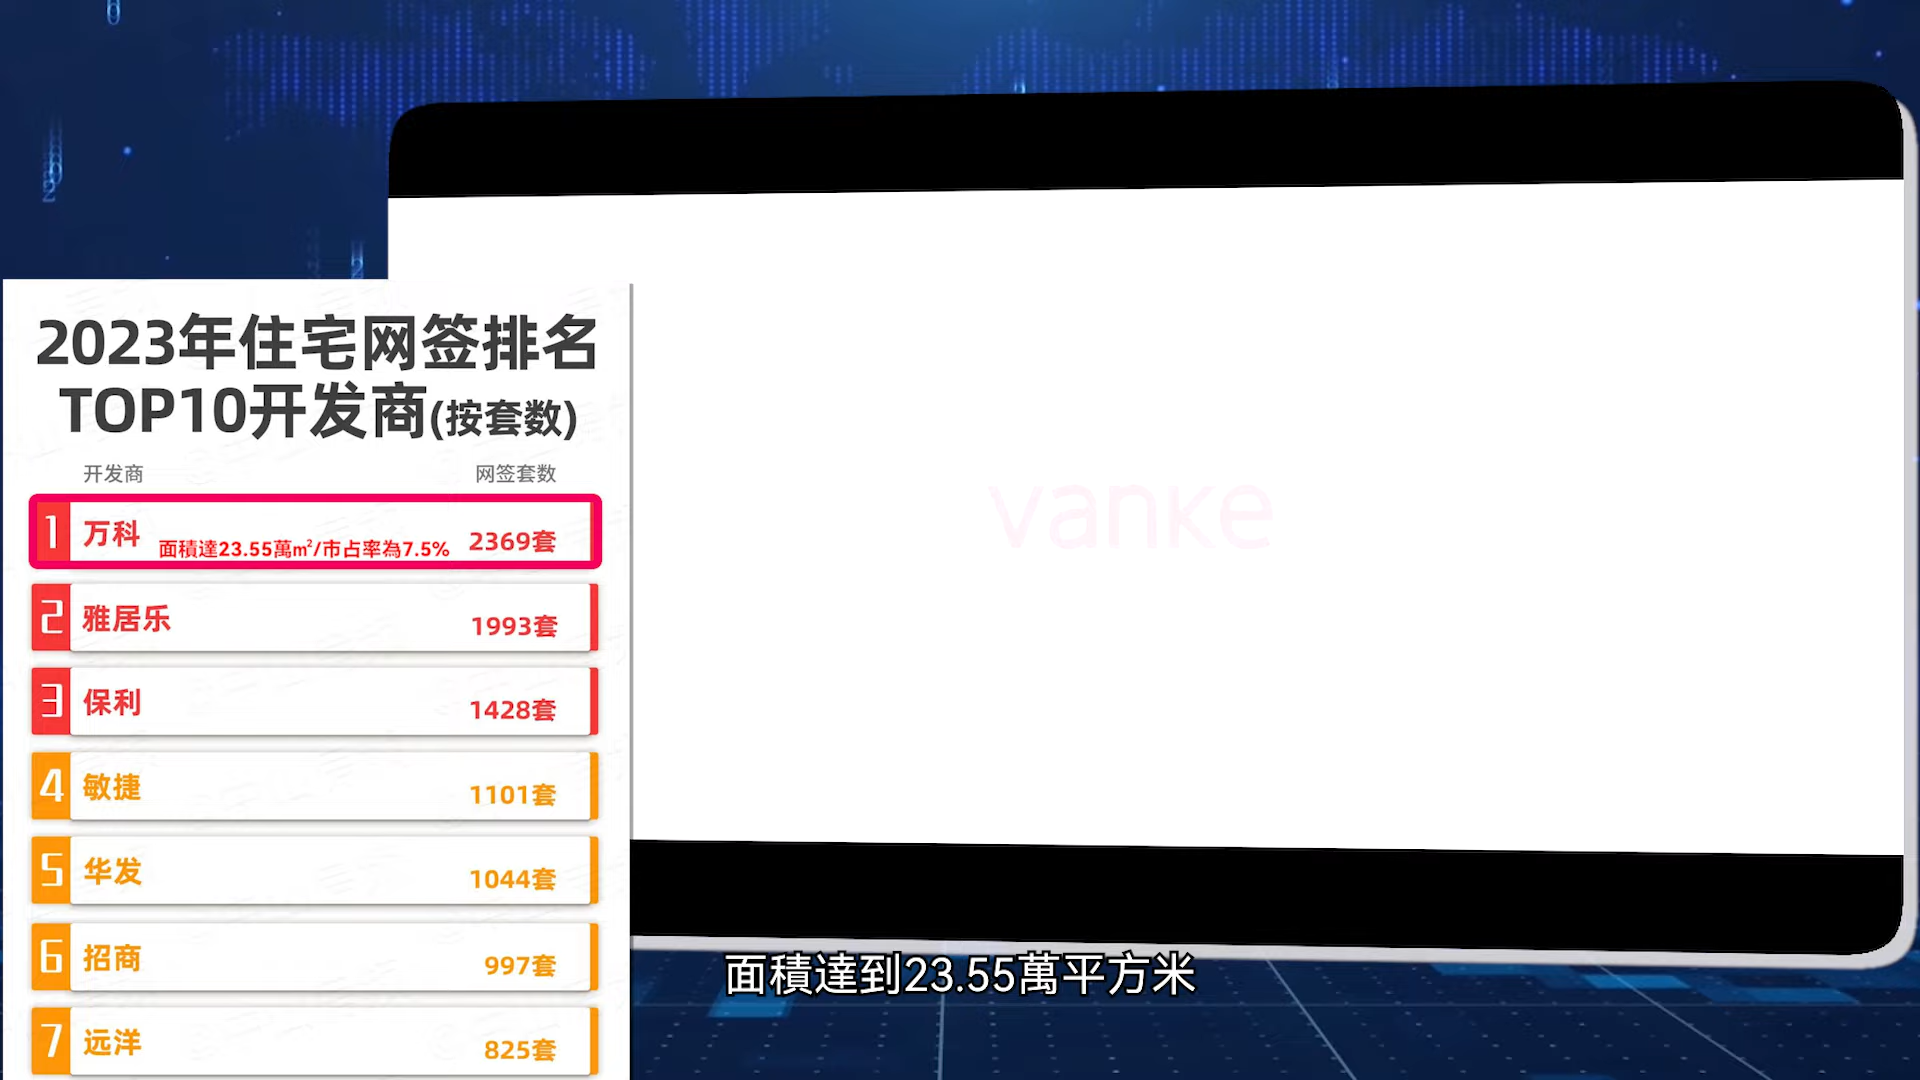 2023年住宅网签排名
TOP10开发商(按套数)
开发商 网签套数
1 万科 面積達23.55萬㎡/市占率為7.5% 2369套
2 雅居乐 1993套
3 保利 1428套
4 敏捷 1101套
5 华发 1044套
6 招商 997套
7 远洋 825套
vanke
面積達到23.55萬平方米